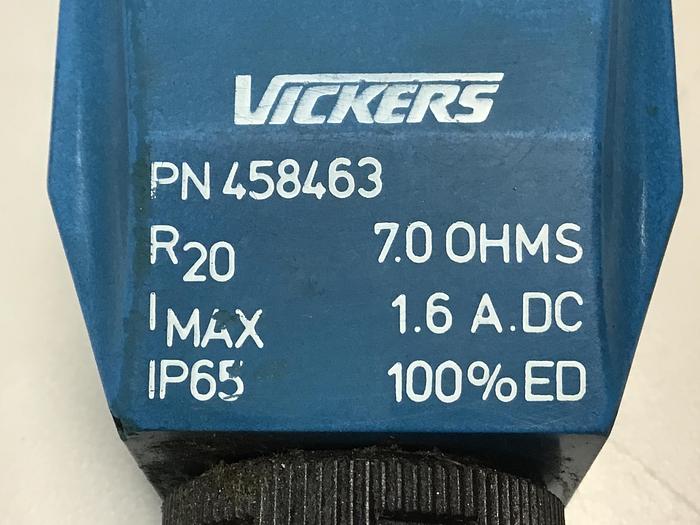 VICKERS
PN 458463
R20 7.0 OHMS
IMAX 1.6 A.DC
IP65 100%ED